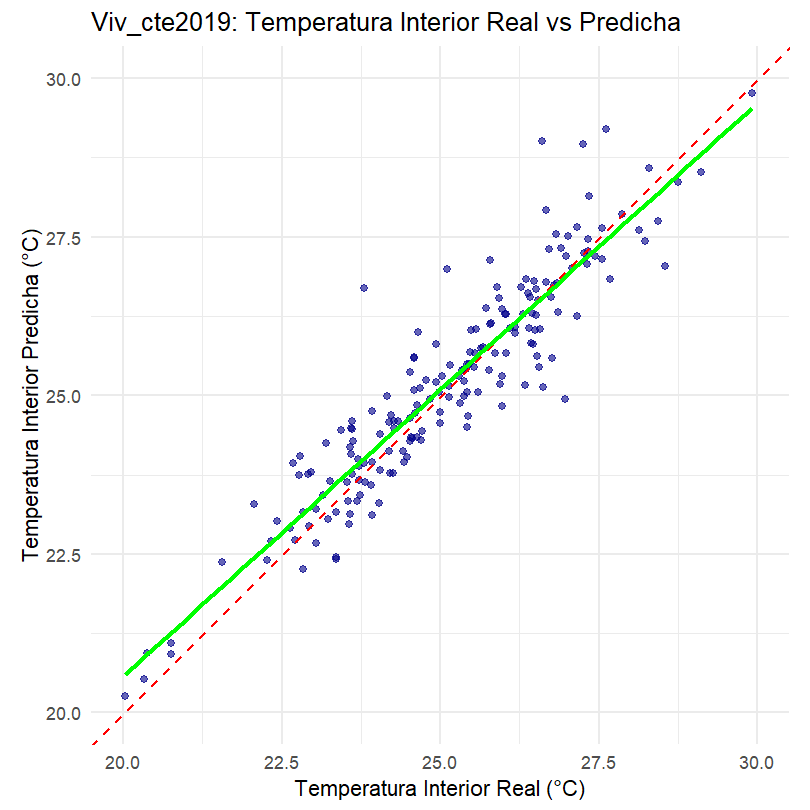 Viv_cte2019: Temperatura Interior Real vs Predicha
Temperatura Interior Predicha (°C)
30.0
27.5
25.0
22.5
20.0
20.0 22.5 25.0 27.5 30.0
Temperatura Interior Real (°C)